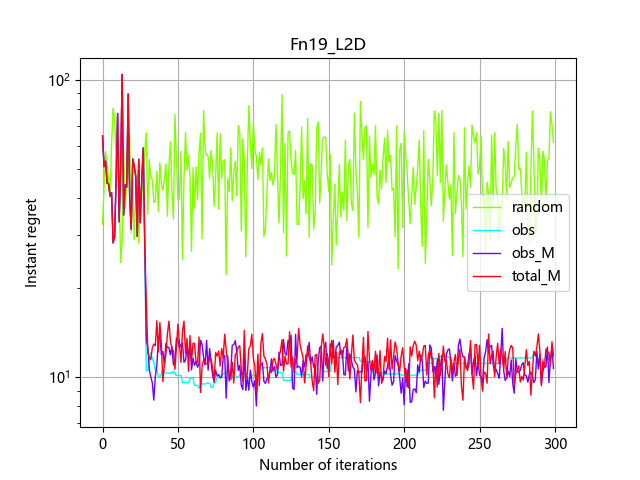 Fn19_L2D
Instant regret
10²
10¹
random
obs
obs_M
total_M
0 50 100 150 200 250 300
Number of iterations